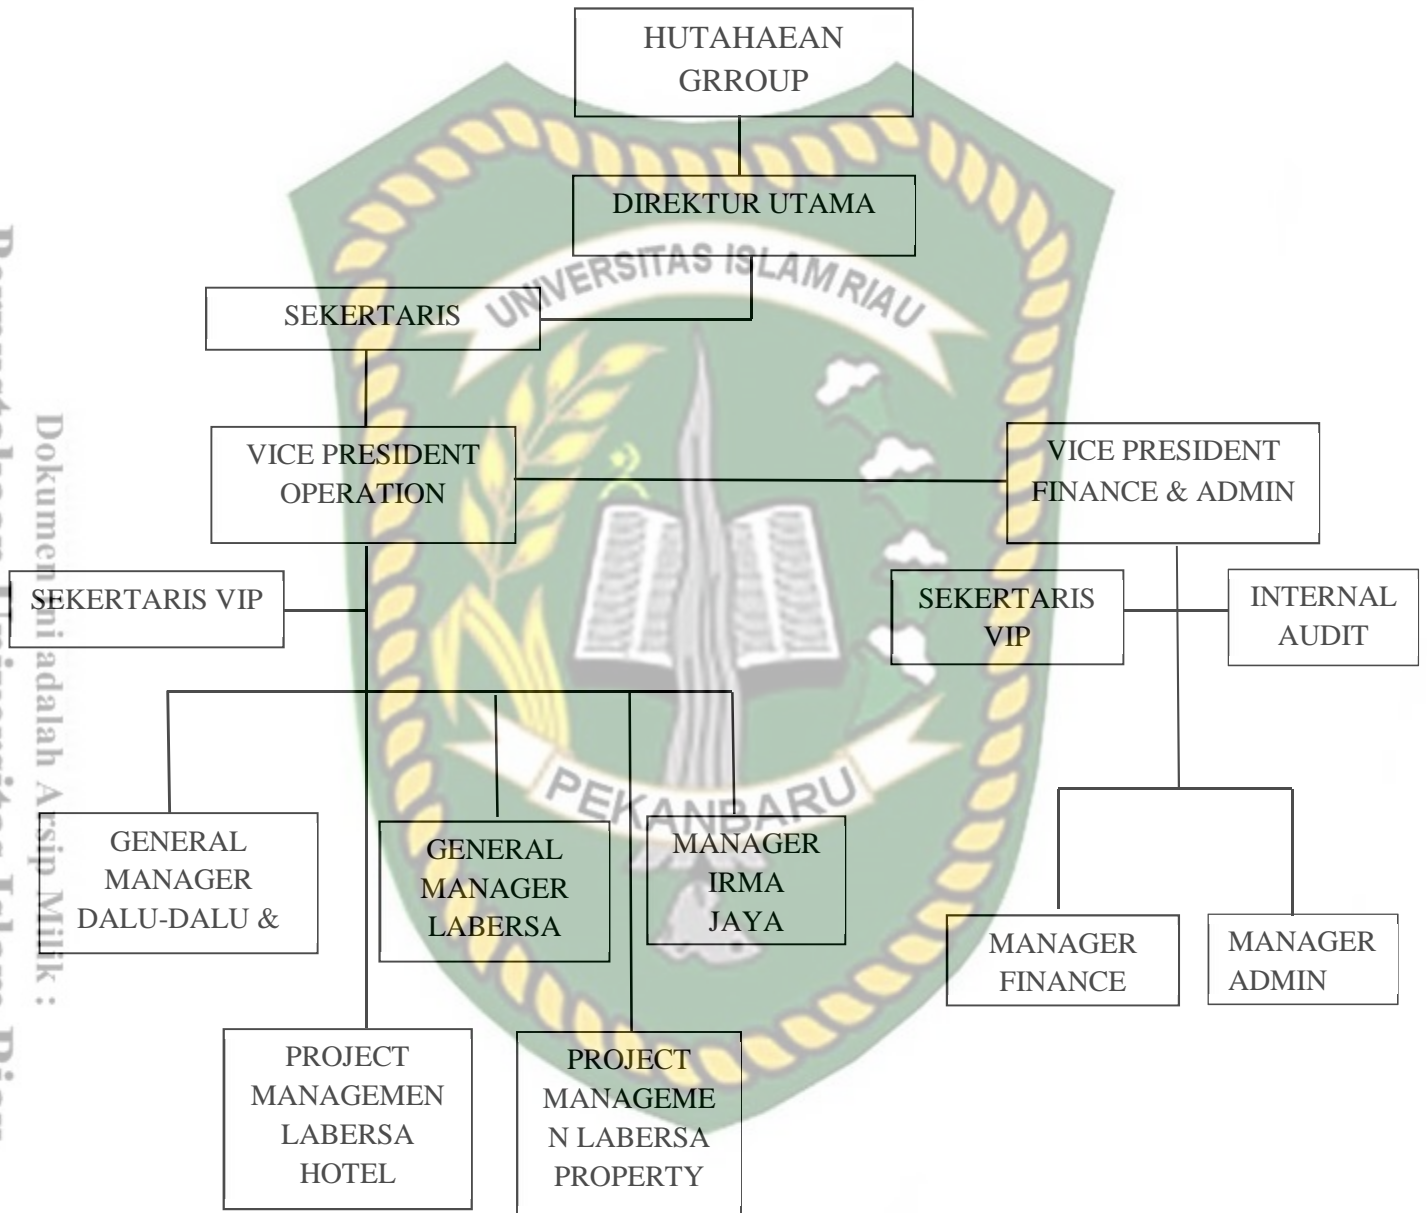 HUTAHAEAN
GRROUP
DIREKTUR UTAMA
UNIVERSITAS ISLAM RIAU
SEKERTARIS
VICE PRESIDENT
OPERATION
VICE PRESIDENT
FINANCE & ADMIN
SEKERTARIS VIP
SEKERTARIS
VIP
INTERNAL
AUDIT
PEKANBARU
GENERAL
MANAGER
DALU-DALU &
GENERAL
MANAGER
LABERSA
MANAGER
IRMA
JAYA
MANAGER
FINANCE
MANAGER
ADMIN
PROJECT
MANAGEMEN
LABERSA
HOTEL
PROJECT
MANAGEME
N LABERSA
PROPERTY
Dokumen ini adalah Arsip Milik :